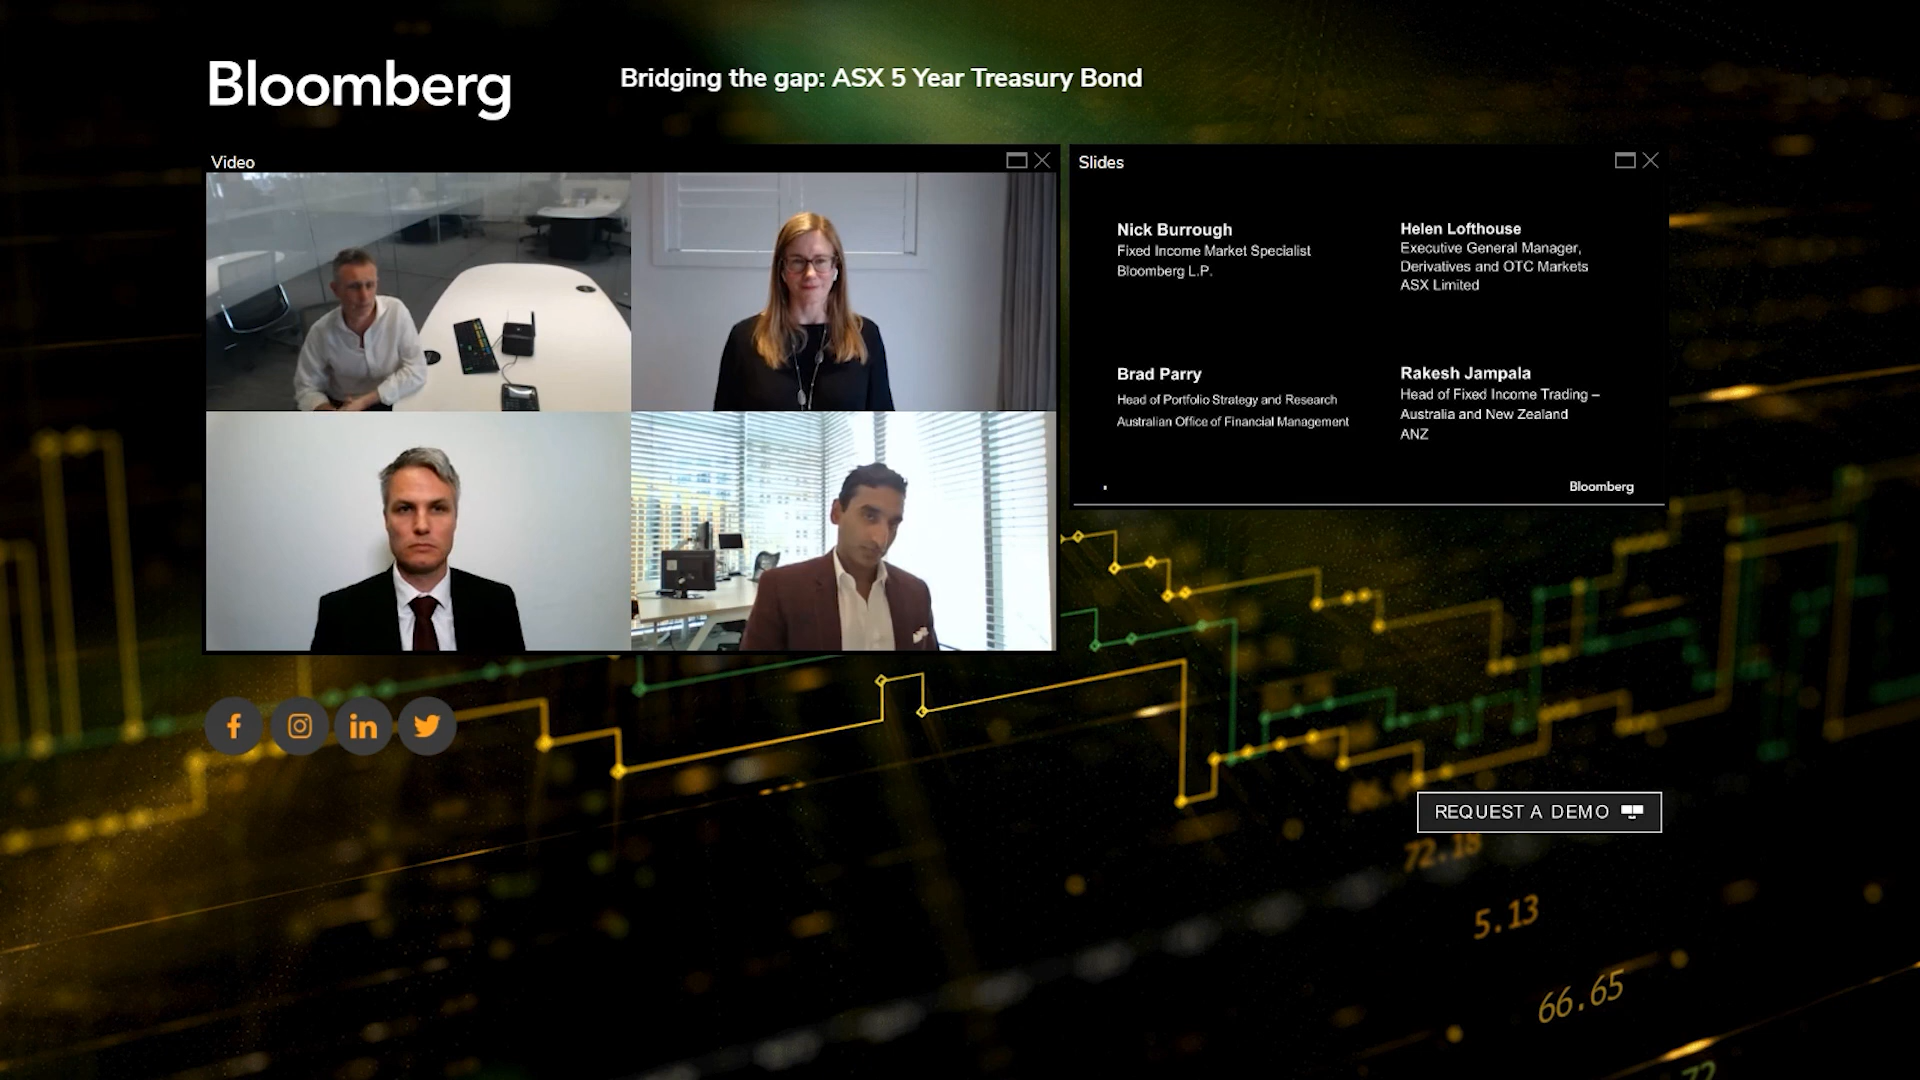 Bloomberg
Bridging the gap: ASX 5 Year Treasury Bond
Video
Slides
Nick Burrough
Fixed Income Market Specialist
Bloomberg L.P.
Helen Lofthouse
Executive General Manager,
Derivatives and OTC Markets
ASX Limited
Brad Parry
Head of Portfolio Strategy and Research
Australian Office of Financial Management
Rakesh Jampala
Head of Fixed Income Trading –
Australia and New Zealand
ANZ
Bloomberg
REQUEST A DEMO
72.18
5.13
66.65
72